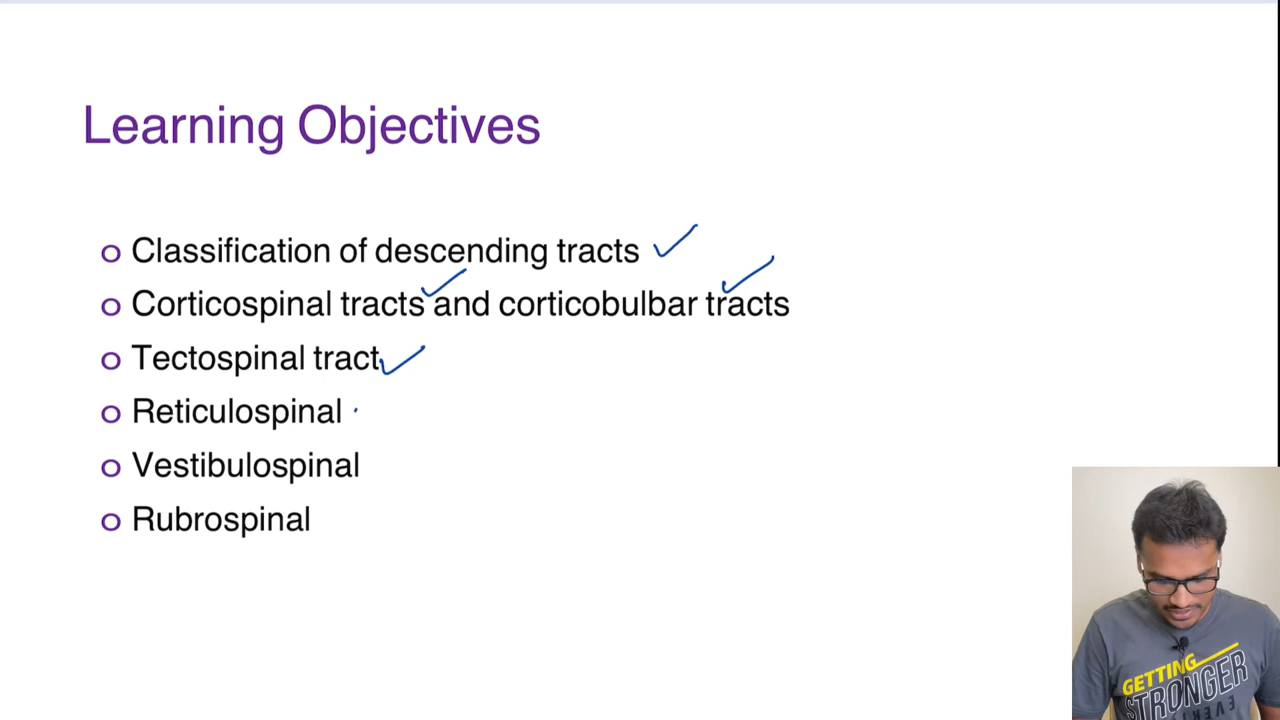 Learning Objectives
o Classification of descending tracts
o Corticospinal tracts and corticobulbar tracts
o Tectospinal tract
o Reticulospinal
o Vestibulospinal
o Rubrospinal
GETTING
STRONGER